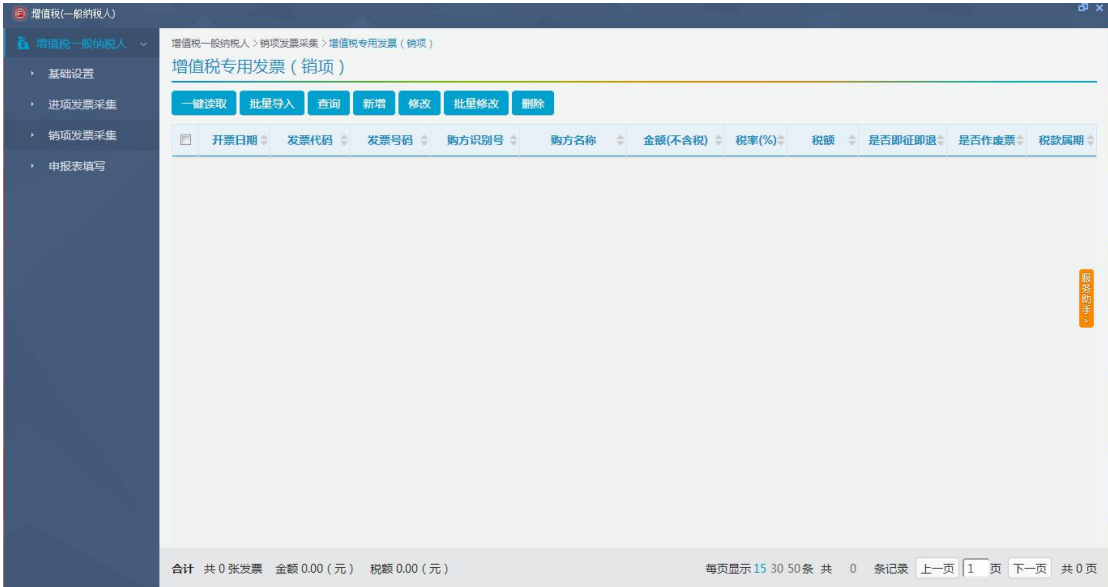 增值税(一般纳税人)
增值税一般纳税人
基础设置
进项发票采集
销项发票采集
申报表填写
增值税一般纳税人 > 销项发票采集 > 增值税专用发票（销项）
增值税专用发票（销项）
一键读取 批量导入 查询 新增 修改 批量修改 删除
开票日期 发票代码 发票号码 购方识别号 购方名称 金额(不含税) 税率(%) 税额 是否即征即退 是否作废票 税款属期
服务助手 »
合计 共 0 张发票 金额 0.00（元） 税额 0.00（元） 每页显示 15 30 50 条 共 0 条记录 上一页 1 页 下一页 共 0 页